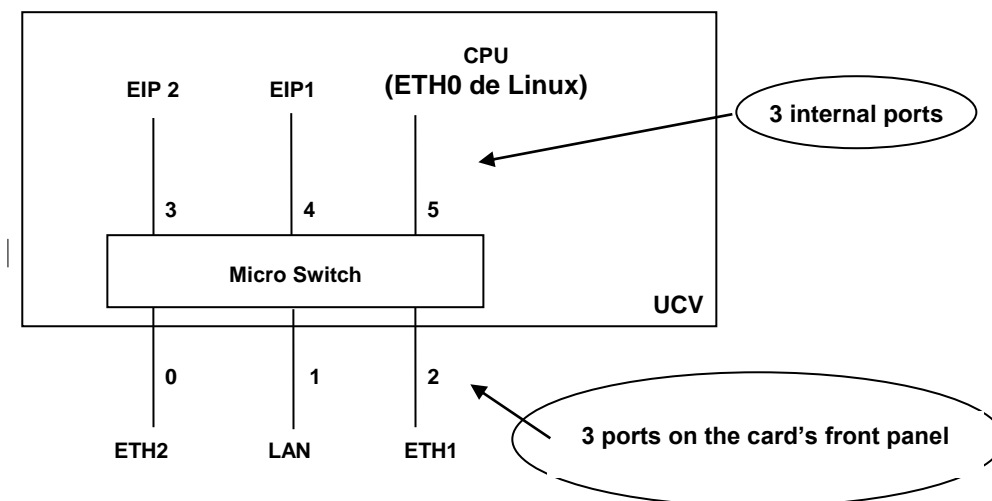 CPU
EIP 2 EIP1 (ETH0 de Linux)
3 internal ports
3 4 5
Micro Switch
UCV
0 1 2
3 ports on the card's front panel
ETH2 LAN ETH1